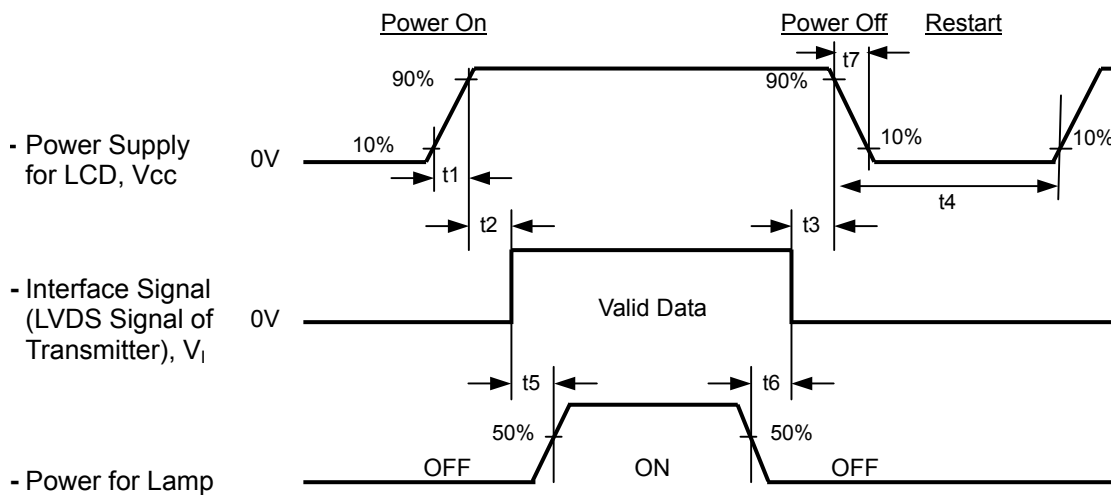 Power On
Power Off
Restart
t7
90%
90%
10%
10%
10%
- Power Supply
for LCD, Vcc
0V
t1
t4
t2
t3
- Interface Signal
(LVDS Signal of
Transmitter), VI
0V
Valid Data
t5
t6
50%
50%
- Power for Lamp
OFF
ON
OFF